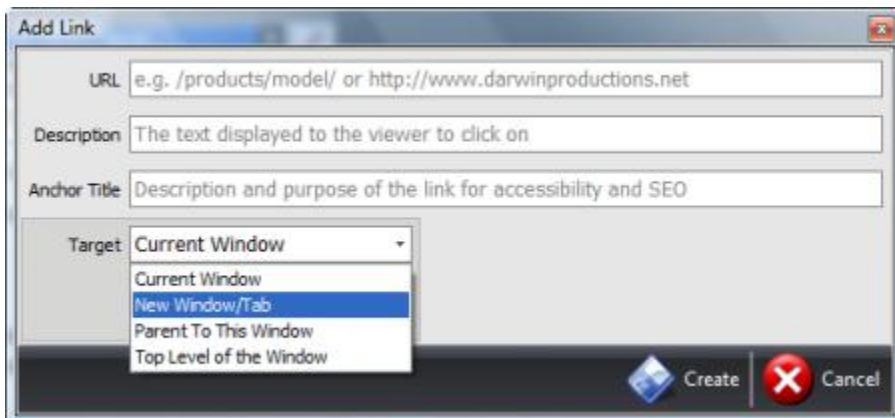 Add Link
URL e.g. /products/model/ or http://www.darwinproductions.net
Description The text displayed to the viewer to click on
Anchor Title Description and purpose of the link for accessibility and SEO
Target Current Window
Current Window
New Window/Tab
Parent To This Window
Top Level of the Window
Create Cancel